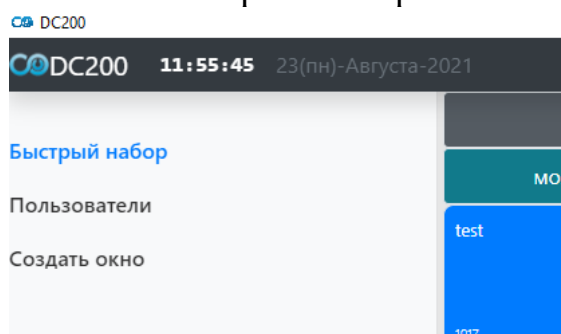 DC200
DC200 11:55:45 23(пн)-Августа-2021
Быстрый набор
Пользователи
Создать окно
test